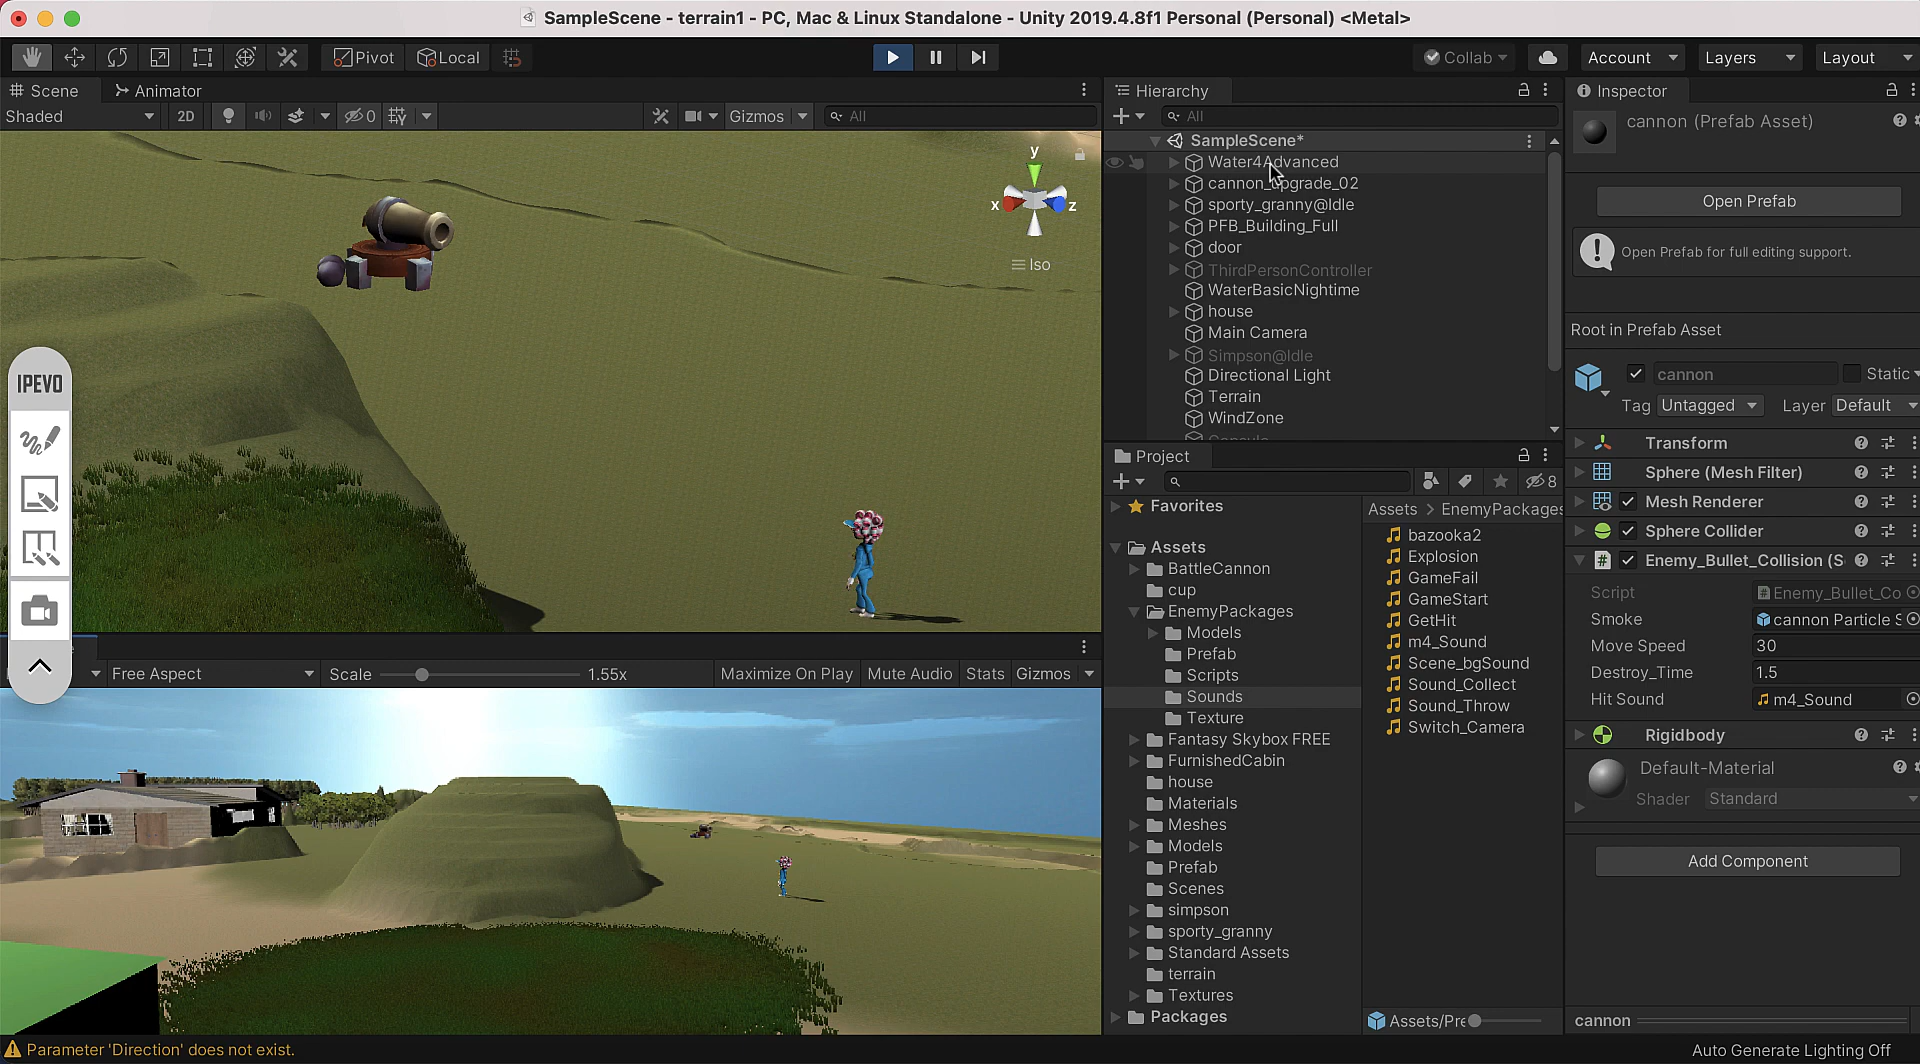 SampleScene - terrain1 - PC, Mac & Linux Standalone - Unity 2019.4.8f1 Personal (Personal) <Metal>
Pivot
Local
Collab
Account
Layers
Layout
Scene
Animator
Shaded
2D
0
Gizmos
All
y
x
z
Iso
IPEVO
Free Aspect
Scale
1.55x
Maximize On Play
Mute Audio
Stats
Gizmos
Hierarchy
All
SampleScene*
Water4Advanced
cannon_upgrade_02
sporty_granny@Idle
PFB_Building_Full
door
ThirdPersonController
WaterBasicNightime
house
Main Camera
Simpson@Idle
Directional Light
Terrain
WindZone
Project
8
Favorites
Assets
BattleCannon
cup
EnemyPackages
Models
Prefab
Scripts
Sounds
Texture
Fantasy Skybox FREE
FurnishedCabin
house
Materials
Meshes
Models
Prefab
Scenes
simpson
sporty_granny
Standard Assets
terrain
Textures
Packages
Assets > EnemyPackages
bazooka2
Explosion
GameFail
GameStart
GetHit
m4_Sound
Scene_bgSound
Sound_Collect
Sound_Throw
Switch_Camera
Assets/Pre
Inspector
cannon (Prefab Asset)
Open Prefab
Open Prefab for full editing support.
Root in Prefab Asset
cannon
Static
Tag Untagged
Layer Default
Transform
Sphere (Mesh Filter)
Mesh Renderer
Sphere Collider
Enemy_Bullet_Collision (S
Script Enemy_Bullet_Co
Smoke cannon Particle S
Move Speed 30
Destroy_Time 1.5
Hit Sound m4_Sound
Rigidbody
Default-Material
Shader Standard
Add Component
cannon
Parameter 'Direction' does not exist.
Auto Generate Lighting Off